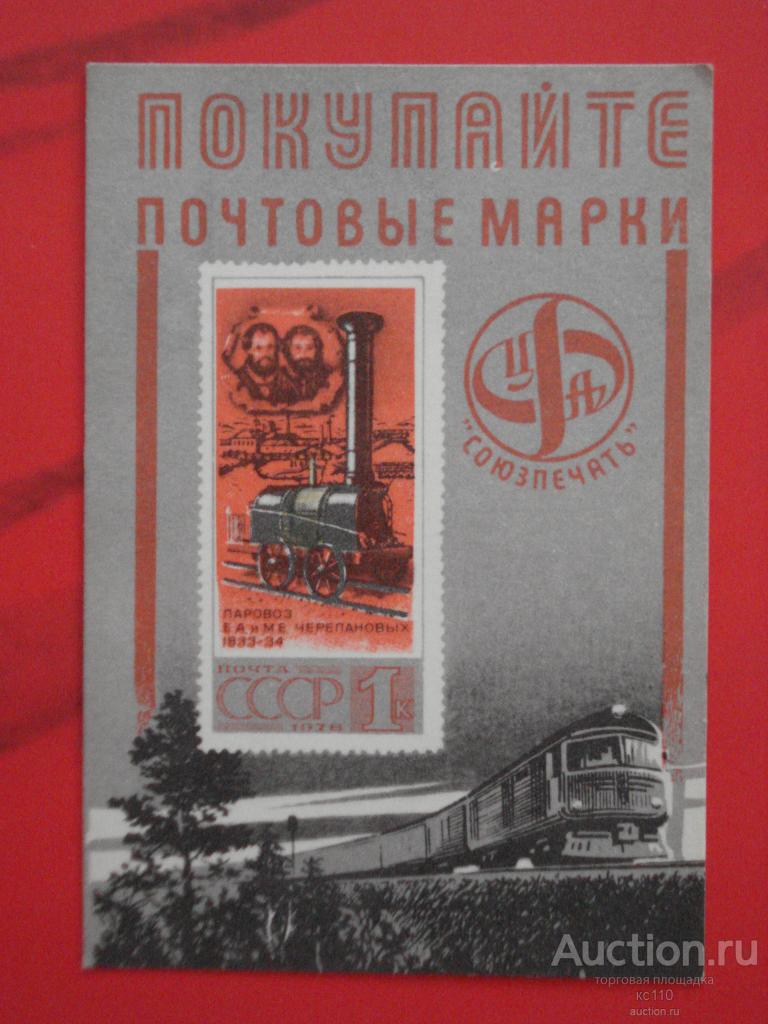 ПОКУПАЙТЕ
ПОЧТОВЫЕ МАРКИ
ЦФА
"СОЮЗПЕЧАТЬ"
ПАРОВОЗ
Е.А и М.Е ЧЕРЕПАНОВЫХ
1833-34
ПОЧТА
СССР 1К
1978
Auction.ru
торговая площадка
кс110
auction.ru